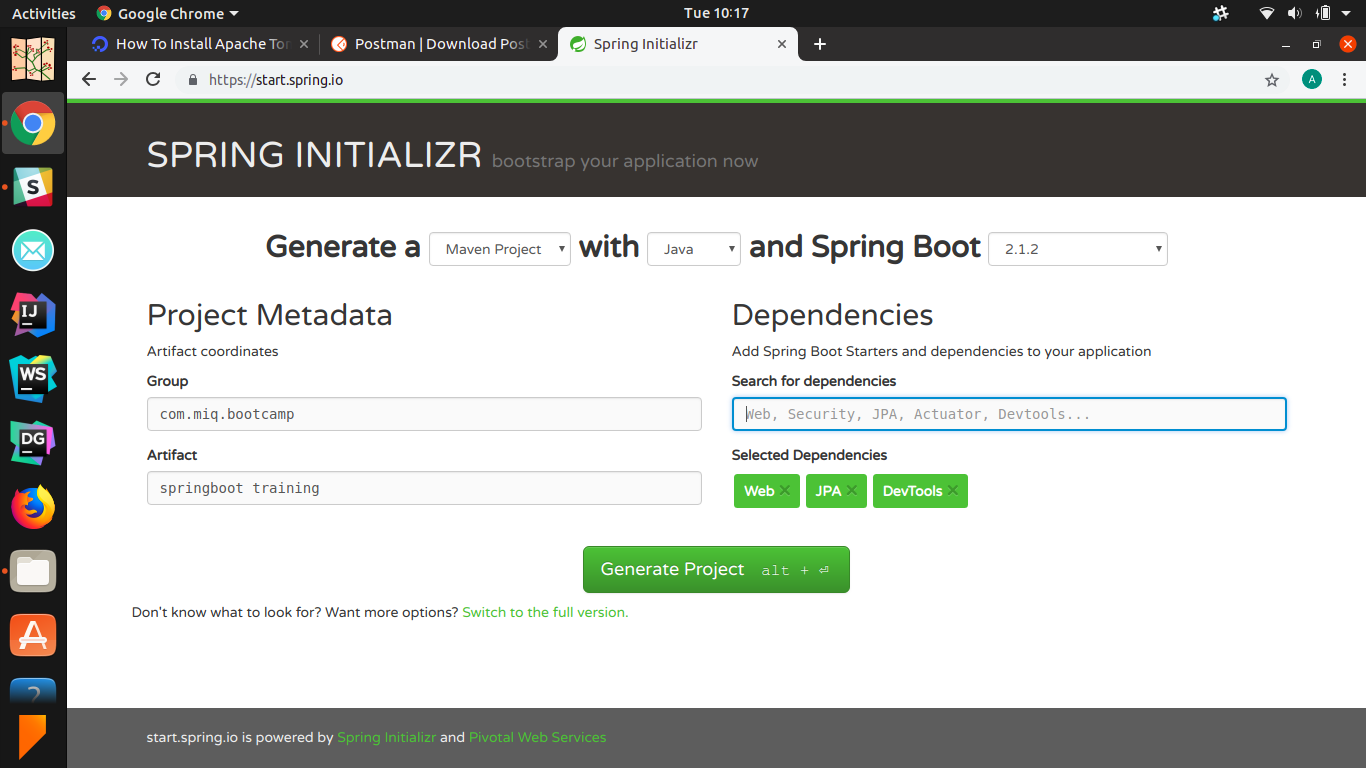 Activities Google Chrome Tue 10:17
How To Install Apache Tor Postman | Download Post Spring Initializr
https://start.spring.io A
SPRING INITIALIZR bootstrap your application now
Generate a Maven Project with Java and Spring Boot 2.1.2
Project Metadata
Artifact coordinates
Group
com.miq.bootcamp
Artifact
springboot training
Dependencies
Add Spring Boot Starters and dependencies to your application
Search for dependencies
Web, Security, JPA, Actuator, Devtools...
Selected Dependencies
Web JPA DevTools
Generate Project alt + ⏎
Don't know what to look for? Want more options? Switch to the full version.
start.spring.io is powered by Spring Initializr and Pivotal Web Services
S
IJ
WS
DG
?